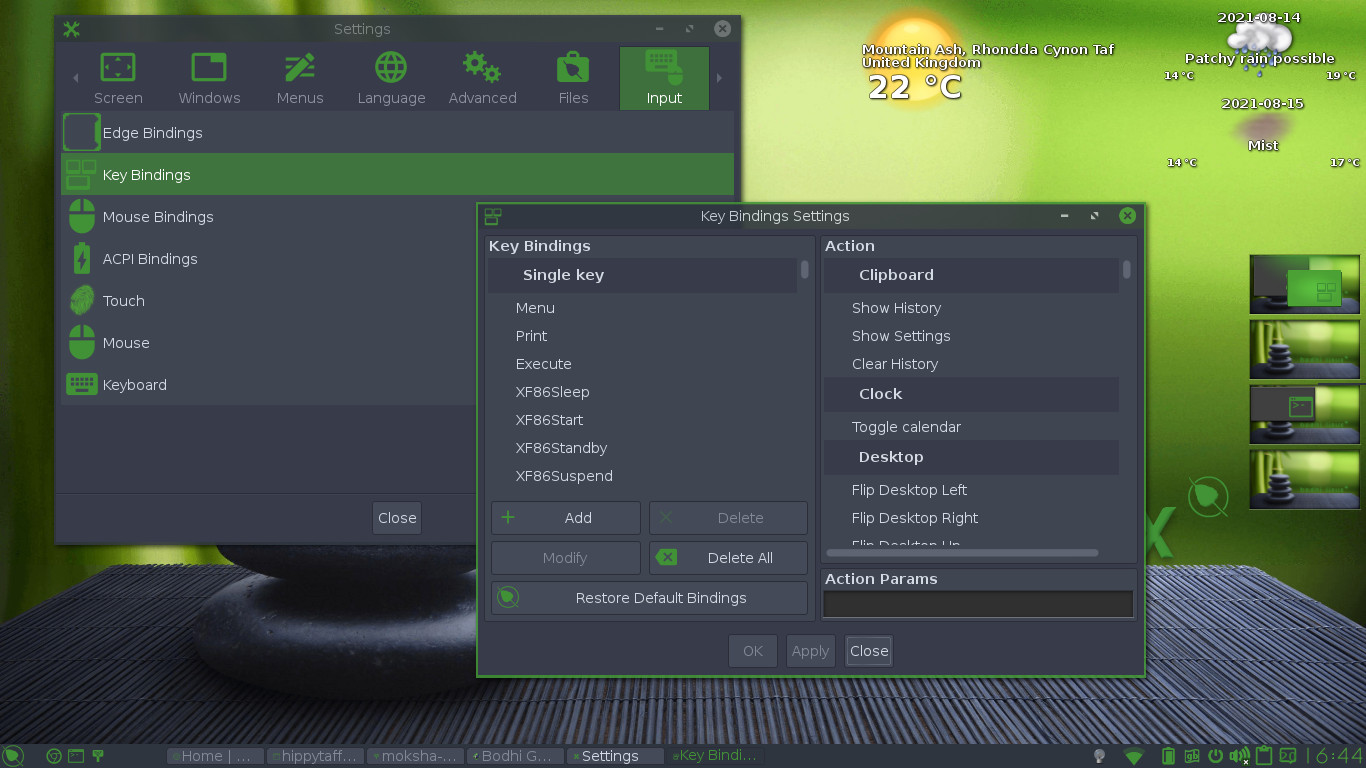 Settings
Screen
Windows
Menus
Language
Advanced
Files
Input
Edge Bindings
Key Bindings
Mouse Bindings
ACPI Bindings
Touch
Mouse
Keyboard
Close
Mountain Ash, Rhondda Cynon Taf
United Kingdom
22 °C
2021-08-14
Patchy rain possible
14°C 19°C
2021-08-15
Mist
14°C 17°C
Key Bindings Settings
Key Bindings
Single key
Menu
Print
Execute
XF86Sleep
XF86Start
XF86Standby
XF86Suspend
Add
Delete
Modify
Delete All
Restore Default Bindings
Action
Clipboard
Show History
Show Settings
Clear History
Clock
Toggle calendar
Desktop
Flip Desktop Left
Flip Desktop Right
Flip Desktop Up
Action Params
OK
Apply
Close
Home | ...
hippytaff...
moksha-...
Bodhi G...
Settings
Key Bindi...
gb
6:44